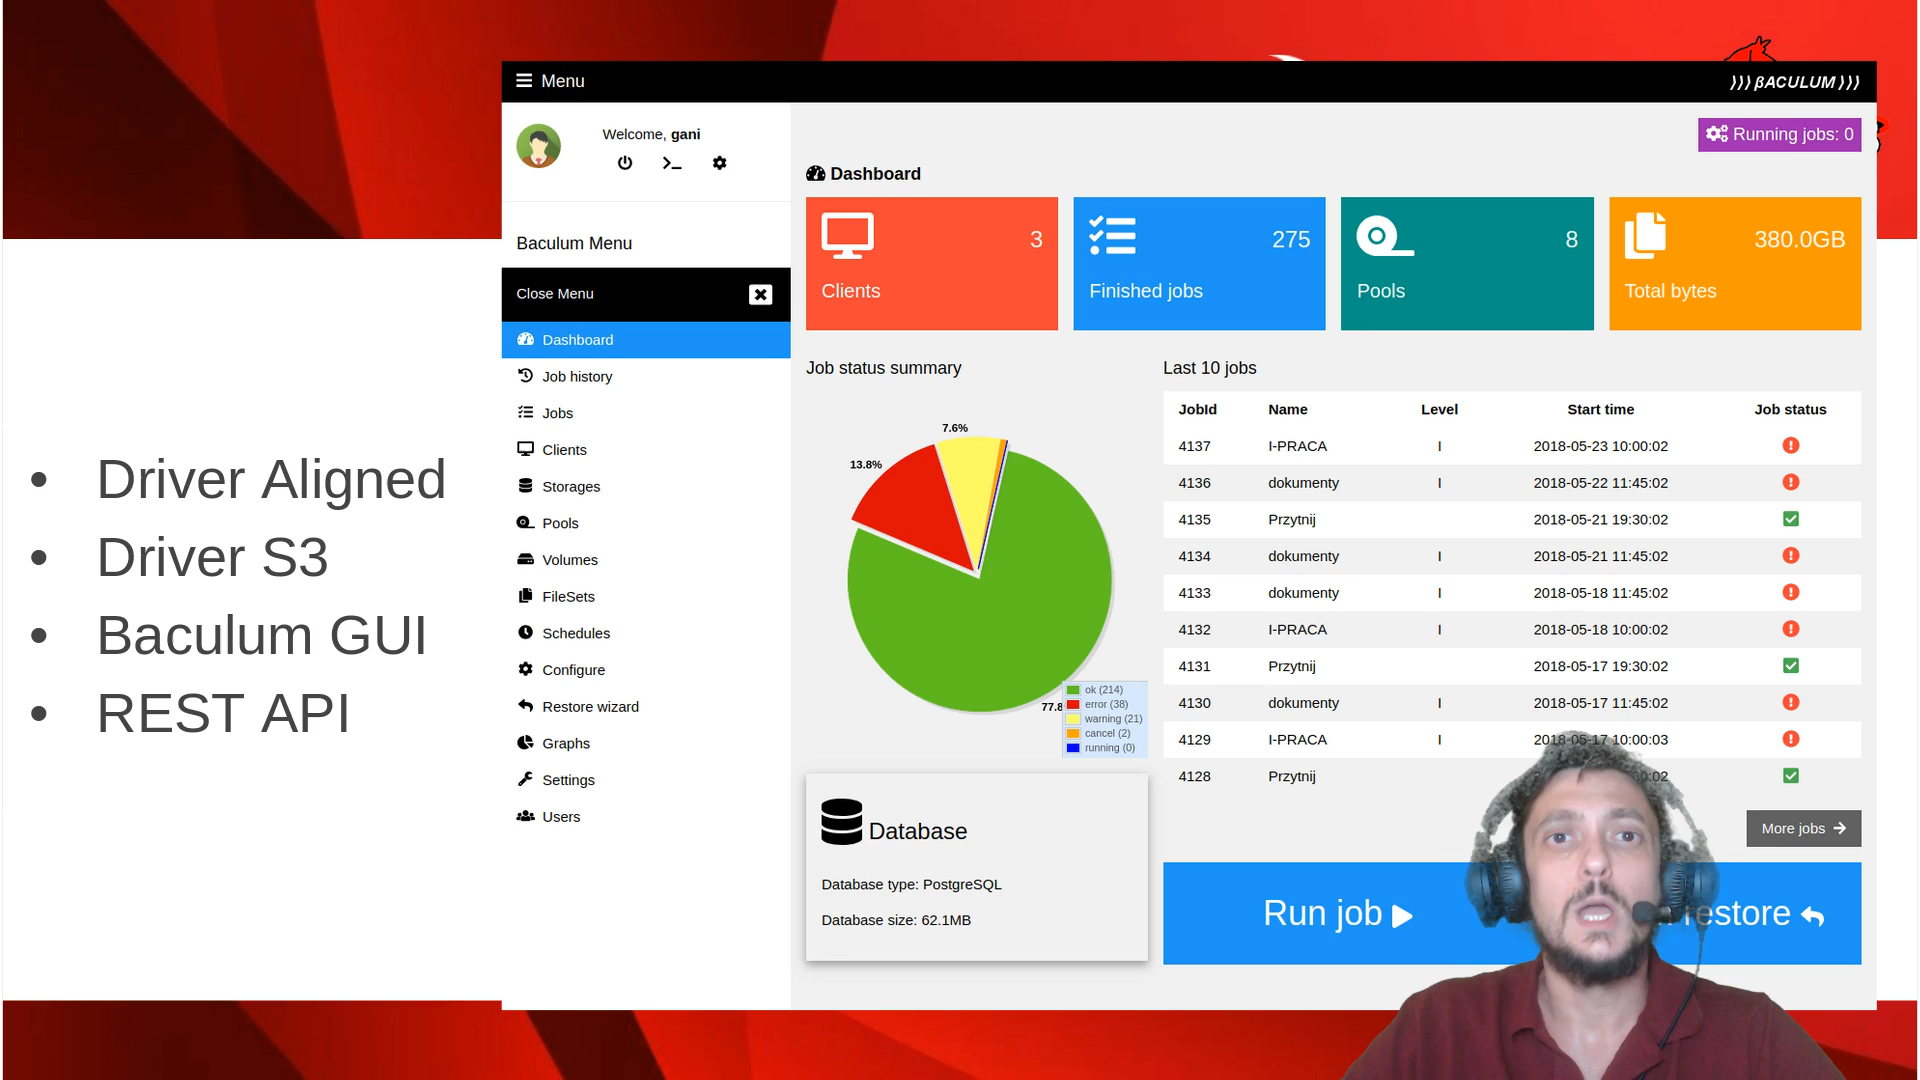 Menu
⟩⟩⟩ βACULUM ⟩⟩⟩
Welcome, gani
Running jobs: 0
Dashboard
3
Clients
275
Finished jobs
8
Pools
380.0GB
Total bytes
Baculum Menu
Close Menu
Dashboard
Job history
Jobs
Clients
Storages
Pools
Volumes
FileSets
Schedules
Configure
Restore wizard
Graphs
Settings
Users
Driver Aligned
Driver S3
Baculum GUI
REST API
Job status summary
7.6%
13.8%
77.8
ok (214)
error (38)
warning (21)
cancel (2)
running (0)
Database
Database type: PostgreSQL
Database size: 62.1MB
Last 10 jobs
JobId Name Level Start time Job status
4137 I-PRACA I 2018-05-23 10:00:02
4136 dokumenty I 2018-05-22 11:45:02
4135 Przytnij 2018-05-21 19:30:02
4134 dokumenty I 2018-05-21 11:45:02
4133 dokumenty I 2018-05-18 11:45:02
4132 I-PRACA I 2018-05-18 10:00:02
4131 Przytnij 2018-05-17 19:30:02
4130 dokumenty I 2018-05-17 11:45:02
4129 I-PRACA I 2018-05-17 10:00:03
4128 Przytnij
More jobs
Run job